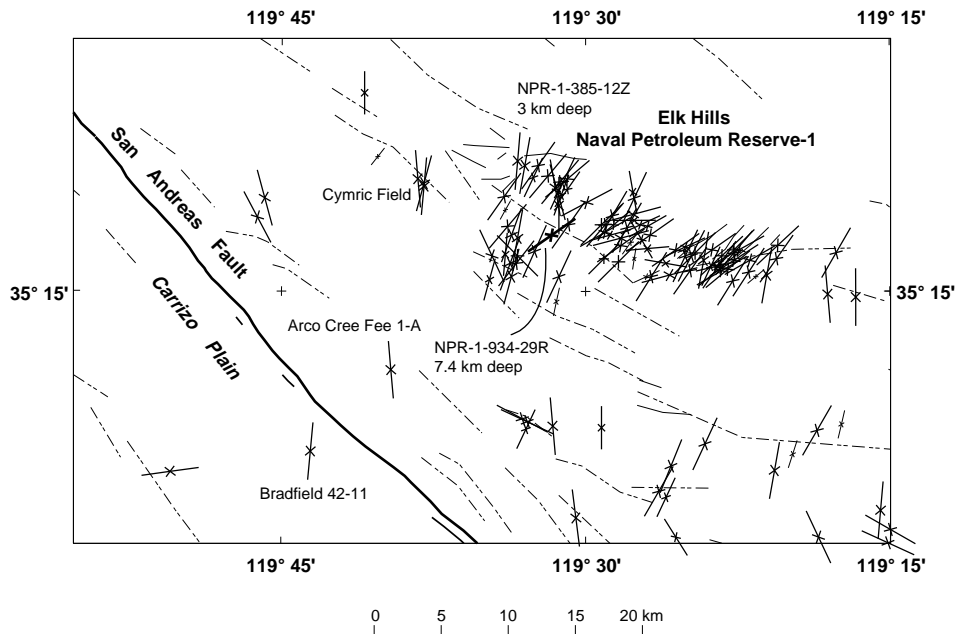 119° 45'
119° 30'
119° 15'
NPR-1-385-12Z
3 km deep
Elk Hills
Naval Petroleum Reserve-1
San Andreas Fault
Cymric Field
35° 15'
35° 15'
Carrizo Plain
Arco Cree Fee 1-A
NPR-1-934-29R
7.4 km deep
Bradfield 42-11
119° 45'
119° 30'
119° 15'
0 5 10 15 20 km